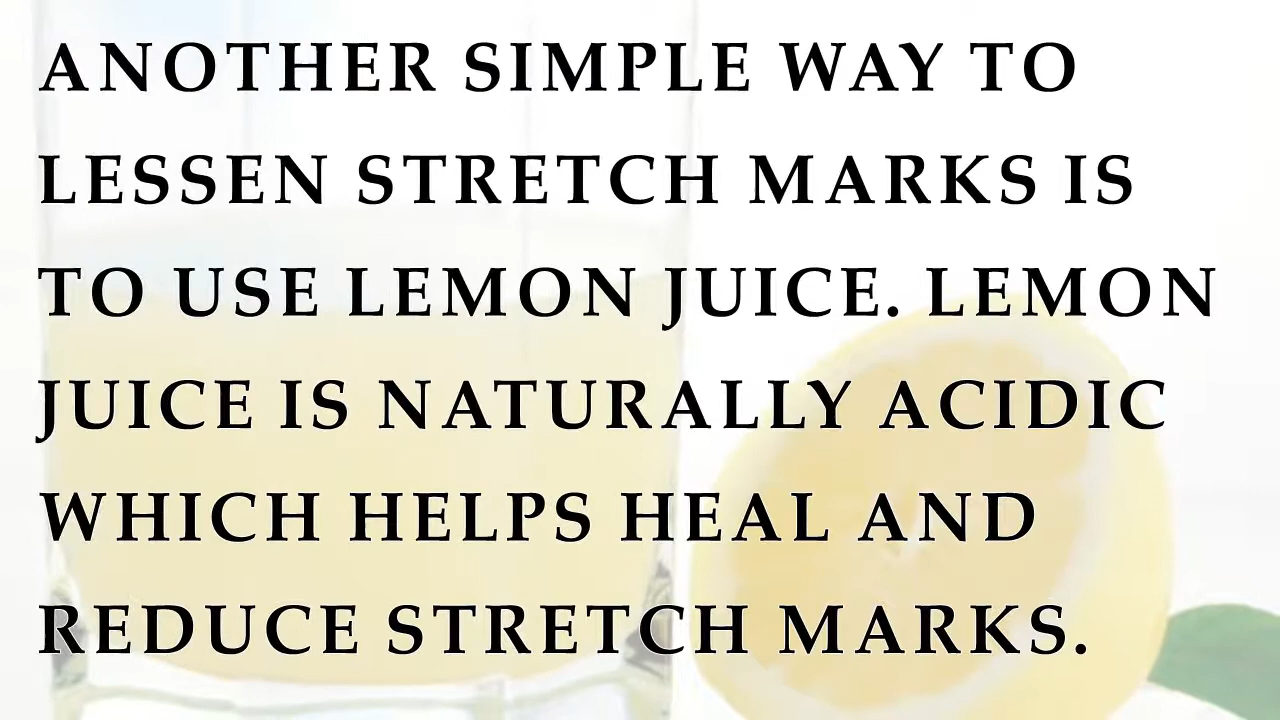 ANOTHER SIMPLE WAY TO
LESSEN STRETCH MARKS IS
TO USE LEMON JUICE. LEMON
JUICE IS NATURALLY ACIDIC
WHICH HELPS HEAL AND
REDUCE STRETCH MARKS.